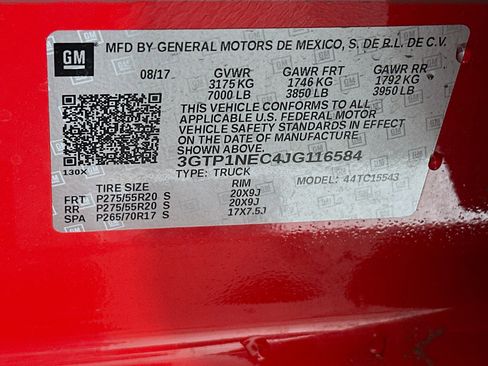 GM
MFD BY GENERAL MOTORS DE MEXICO, S. DE R.L. DE C.V.
08/17 GVWR GAWR FRT GAWR RR
3175 KG 1746 KG 1792 KG
7000 LB 3850 LB 3950 LB
THIS VEHICLE CONFORMS TO ALL
APPLICABLE U.S. FEDERAL MOTOR
VEHICLE SAFETY STANDARDS IN EFFECT
ON THE DATE OF MANUFACTURE
SHOWN ABOVE.
3GTP1NEC4JG116584
130X TYPE: TRUCK MODEL: 44TC15543
TIRE SIZE RIM
FRT P275/55R20 S 20X9J
RR P275/55R20 S 20X9J
SPA P265/70R17 S 17X7.5J